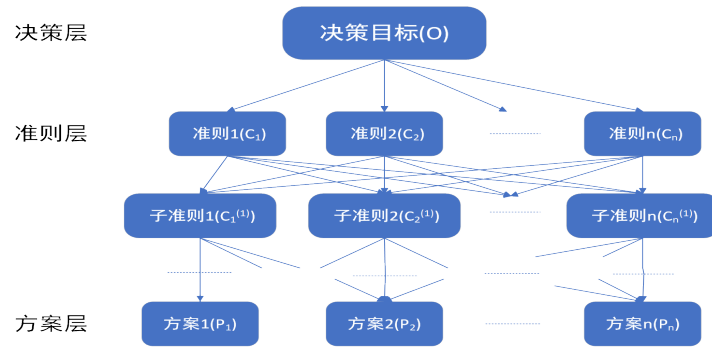 决策层
决策目标(O)
准则层
准则1(C₁)
准则2(C₂)
准则n(Cₙ)
子准则1(C₁⁽¹⁾)
子准则2(C₂⁽¹⁾)
子准则n(Cₙ⁽¹⁾)
方案层
方案1(P₁)
方案2(P₂)
方案n(Pₙ)